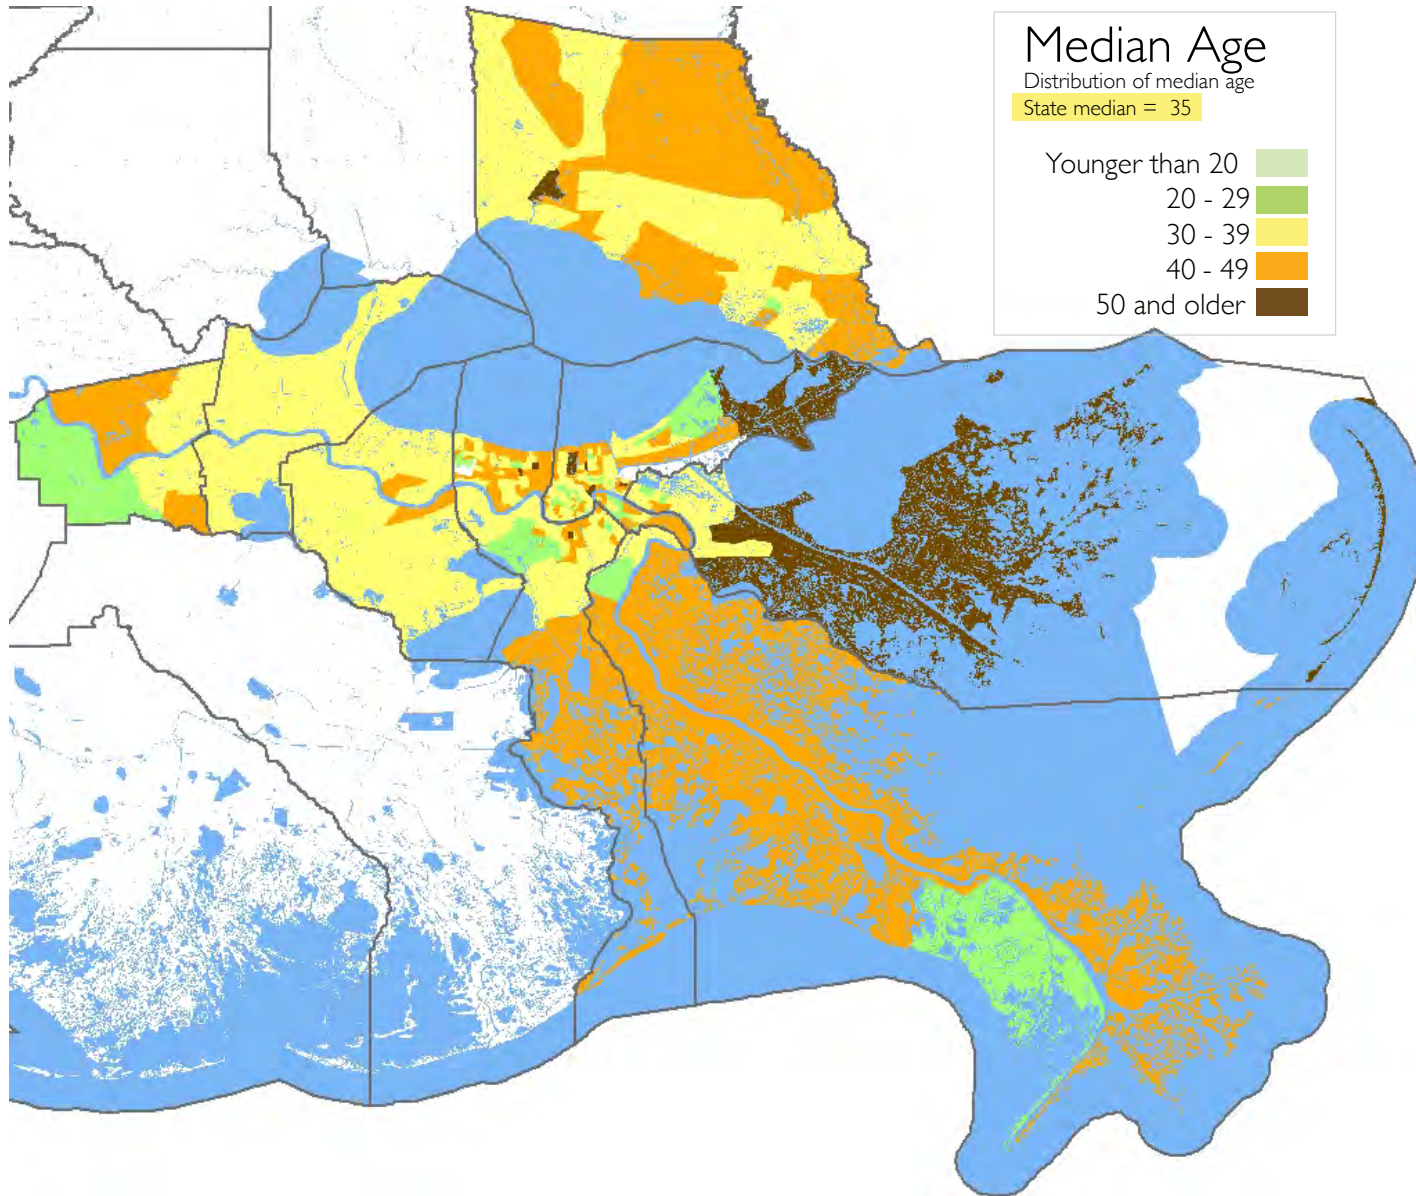 Median Age
Distribution of median age
State median = 35
Younger than 20
20 - 29
30 - 39
40 - 49
50 and older